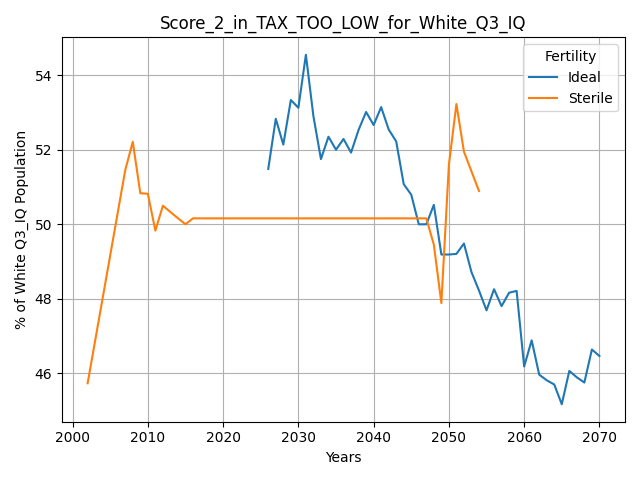 Score_2_in_TAX_TOO_LOW_for_White_Q3_IQ
Fertility
Ideal
Sterile
% of White Q3_IQ Population
54
52
50
48
46
2000 2010 2020 2030 2040 2050 2060 2070
Years